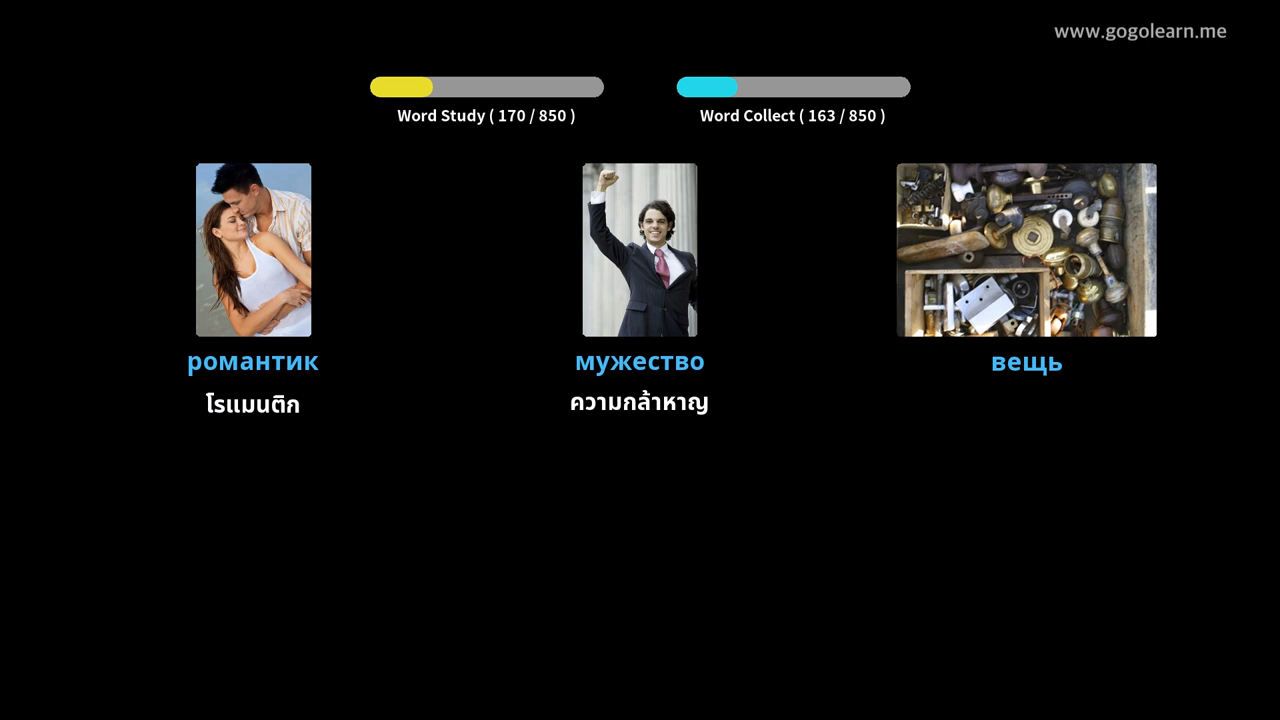 www.gogolearn.me
Word Study ( 170 / 850 )
Word Collect ( 163 / 850 )
романтик
мужество
вещь
โรแมนติก
ความกล้าหาญ